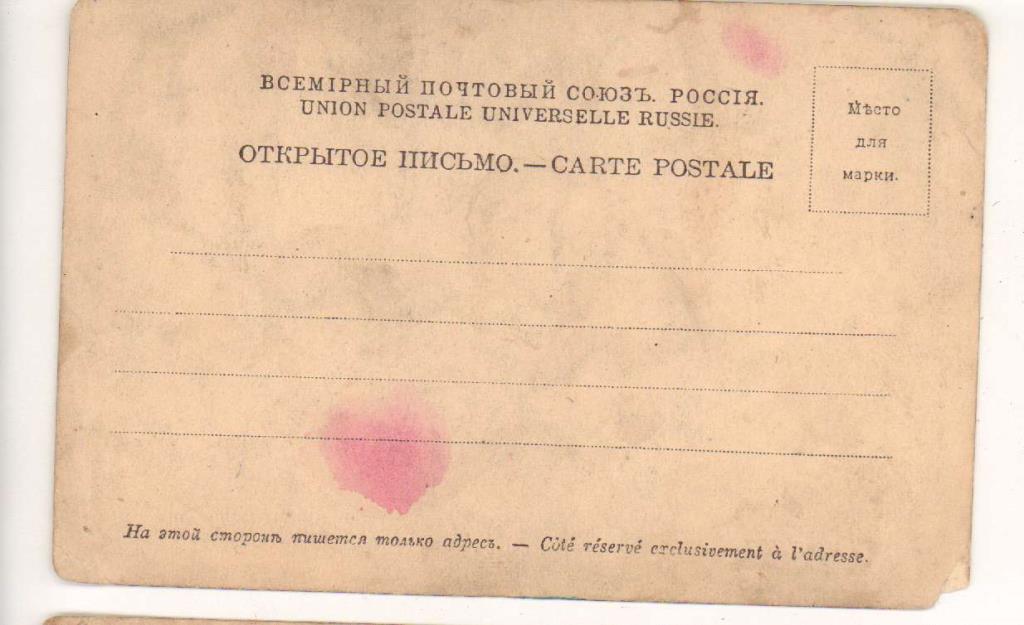 ВСЕМІРНЫЙ ПОЧТОВЫЙ СОЮЗЪ. РОССІЯ.
UNION POSTALE UNIVERSELLE RUSSIE.
ОТКРЫТОЕ ПИСЬМО.—CARTE POSTALE
Мѣсто
для
марки.
На этой сторонѣ пишется только адресъ. — Côté réservé exclusivement à l'adresse.